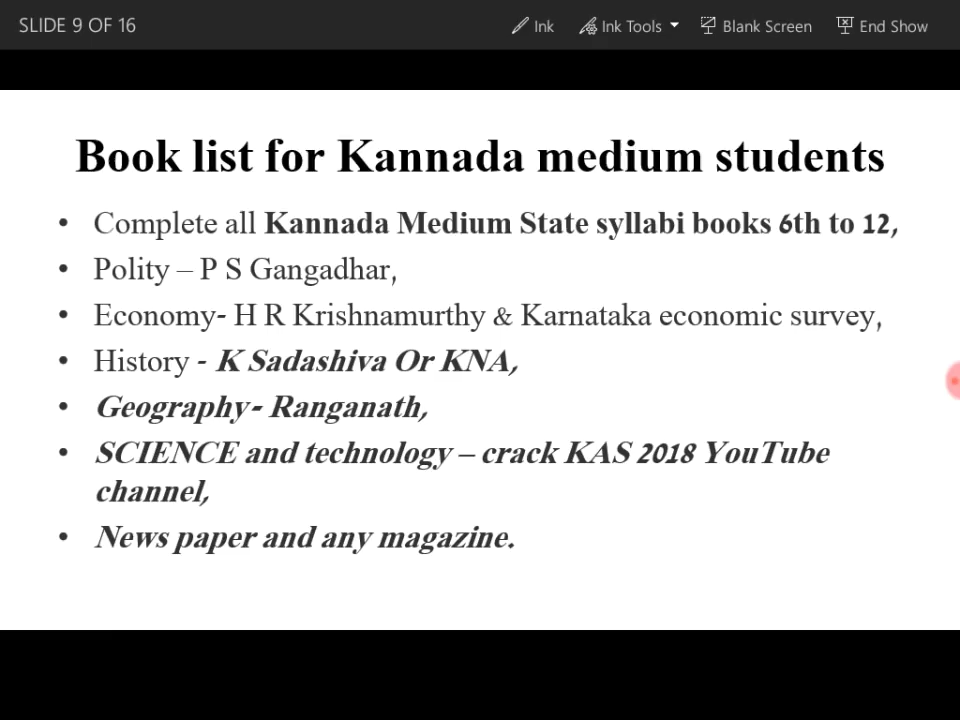 SLIDE 9 OF 16
Ink
Ink Tools
Blank Screen
End Show
Book list for Kannada medium students
• Complete all Kannada Medium State syllabi books 6th to 12,
• Polity – P S Gangadhar,
• Economy- H R Krishnamurthy & Karnataka economic survey,
• History - K Sadashiva Or KNA,
• Geography- Ranganath,
• SCIENCE and technology – crack KAS 2018 YouTube
channel,
• News paper and any magazine.